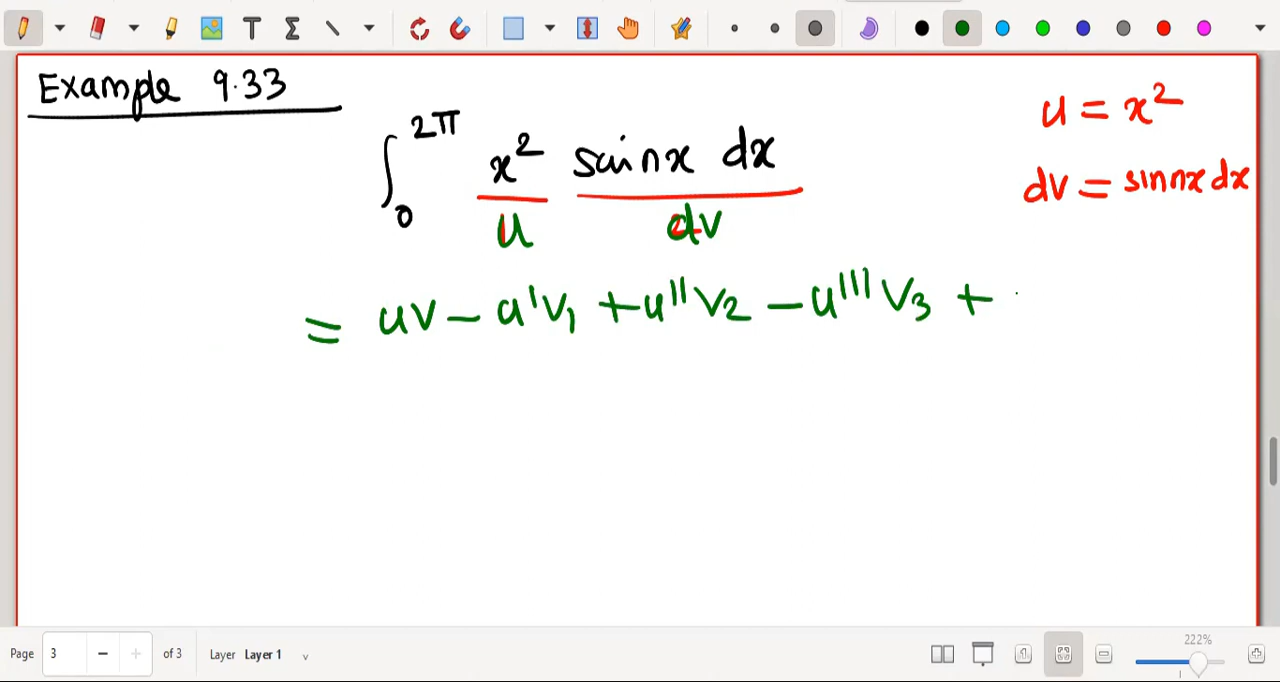 Example 9.33
u = x²
∫₀^2π x² sin nx dx
dv = sin nx dx
u dv
= uv - u'v₁ + u''v₂ - u'''v₃ +
Page 3 of 3 Layer Layer 1 222%